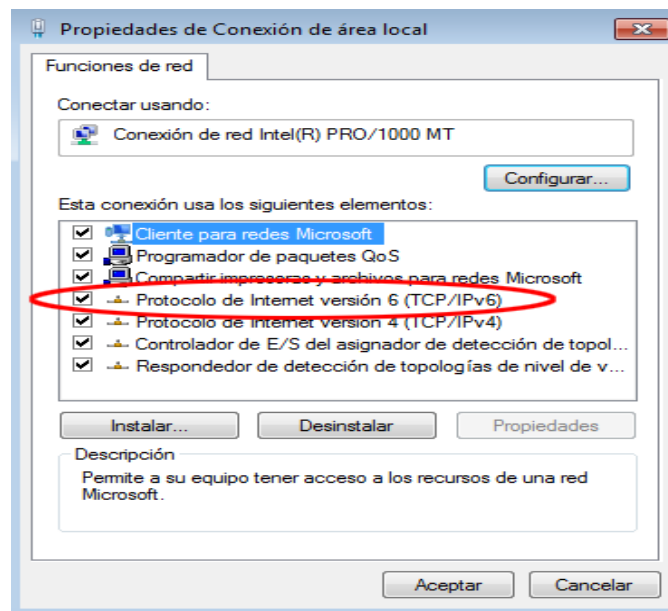 Propiedades de Conexión de área local
Funciones de red
Conectar usando:
Conexión de red Intel(R) PRO/1000 MT
Configurar...
Esta conexión usa los siguientes elementos:
Cliente para redes Microsoft
Programador de paquetes QoS
Compartir impresoras y archivos para redes Microsoft
Protocolo de Internet versión 6 (TCP/IPv6)
Protocolo de Internet versión 4 (TCP/IPv4)
Controlador de E/S del asignador de detección de topol...
Respondedor de detección de topologías de nivel de v...
Instalar... Desinstalar Propiedades
Descripción
Permite a su equipo tener acceso a los recursos de una red
Microsoft.
Aceptar Cancelar